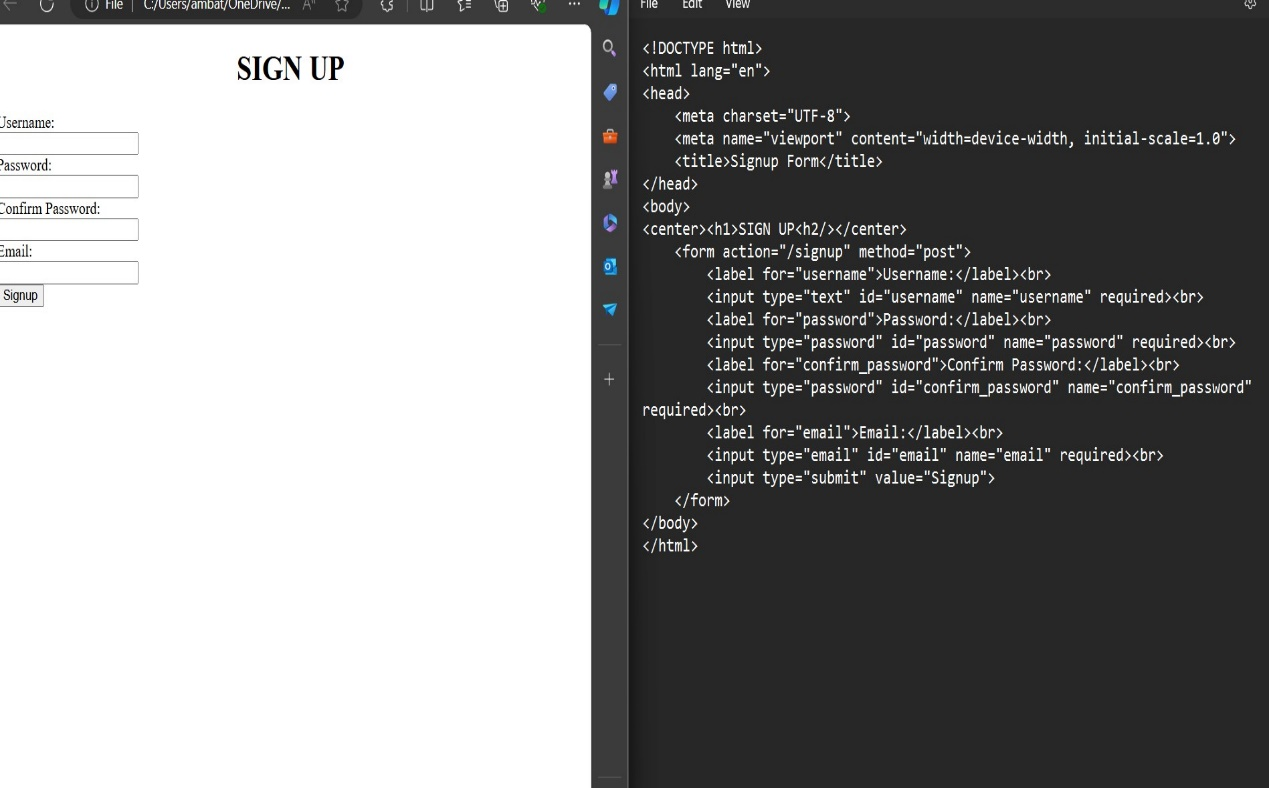 File C:/Users/ambat/OneDrive/...
SIGN UP
Username:
Password:
Confirm Password:
Email:
Signup
File Edit View
<!DOCTYPE html>
<html lang="en">
<head>
    <meta charset="UTF-8">
    <meta name="viewport" content="width=device-width, initial-scale=1.0">
    <title>Signup Form</title>
</head>
<body>
<center><h1>SIGN UP<h2/></center>
    <form action="/signup" method="post">
        <label for="username">Username:</label><br>
        <input type="text" id="username" name="username" required><br>
        <label for="password">Password:</label><br>
        <input type="password" id="password" name="password" required><br>
        <label for="confirm_password">Confirm Password:</label><br>
        <input type="password" id="confirm_password" name="confirm_password"
required><br>
        <label for="email">Email:</label><br>
        <input type="email" id="email" name="email" required><br>
        <input type="submit" value="Signup">
    </form>
</body>
</html>